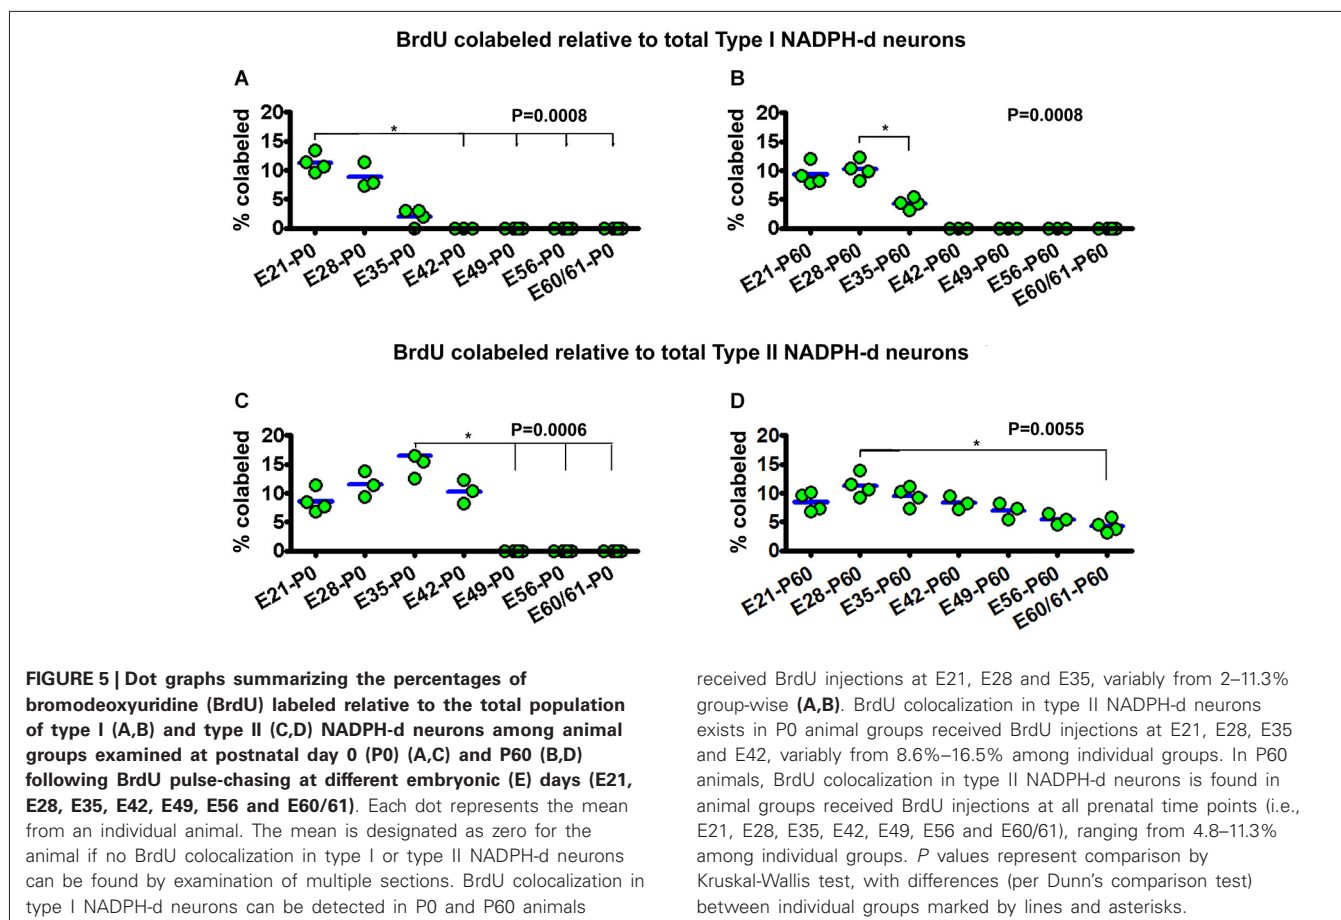 BrdU colabeled relative to total Type I NADPH-d neurons
A
P=0.0008
*
% colabeled
20
15
10
5
0
E21-P0
E28-P0
E35-P0
E42-P0
E49-P0
E56-P0
E60/61-P0
B
P=0.0008
*
% colabeled
20
15
10
5
0
E21-P60
E28-P60
E35-P60
E42-P60
E49-P60
E56-P60
E60/61-P60
BrdU colabeled relative to total Type II NADPH-d neurons
C
P=0.0006
*
% colabeled
20
15
10
5
0
E21-P0
E28-P0
E35-P0
E42-P0
E49-P0
E56-P0
E60/61-P0
D
P=0.0055
*
% colabeled
20
15
10
5
0
E21-P60
E28-P60
E35-P60
E42-P60
E49-P60
E56-P60
E60/61-P60
FIGURE 5 | Dot graphs summarizing the percentages of
bromodeoxyuridine (BrdU) labeled relative to the total population
of type I (A,B) and type II (C,D) NADPH-d neurons among animal
groups examined at postnatal day 0 (P0) (A,C) and P60 (B,D)
following BrdU pulse-chasing at different embryonic (E) days (E21,
E28, E35, E42, E49, E56 and E60/61). Each dot represents the mean
from an individual animal. The mean is designated as zero for the
animal if no BrdU colocalization in type I or type II NADPH-d neurons
can be found by examination of multiple sections. BrdU colocalization in
type I NADPH-d neurons can be detected in P0 and P60 animals
received BrdU injections at E21, E28 and E35, variably from 2–11.3%
group-wise (A,B). BrdU colocalization in type II NADPH-d neurons
exists in P0 animal groups received BrdU injections at E21, E28, E35
and E42, variably from 8.6%–16.5% among individual groups. In P60
animals, BrdU colocalization in type II NADPH-d neurons is found in
animal groups received BrdU injections at all prenatal time points (i.e.,
E21, E28, E35, E42, E49, E56 and E60/61), ranging from 4.8–11.3%
among individual groups. P values represent comparison by
Kruskal-Wallis test, with differences (per Dunn's comparison test)
between individual groups marked by lines and asterisks.